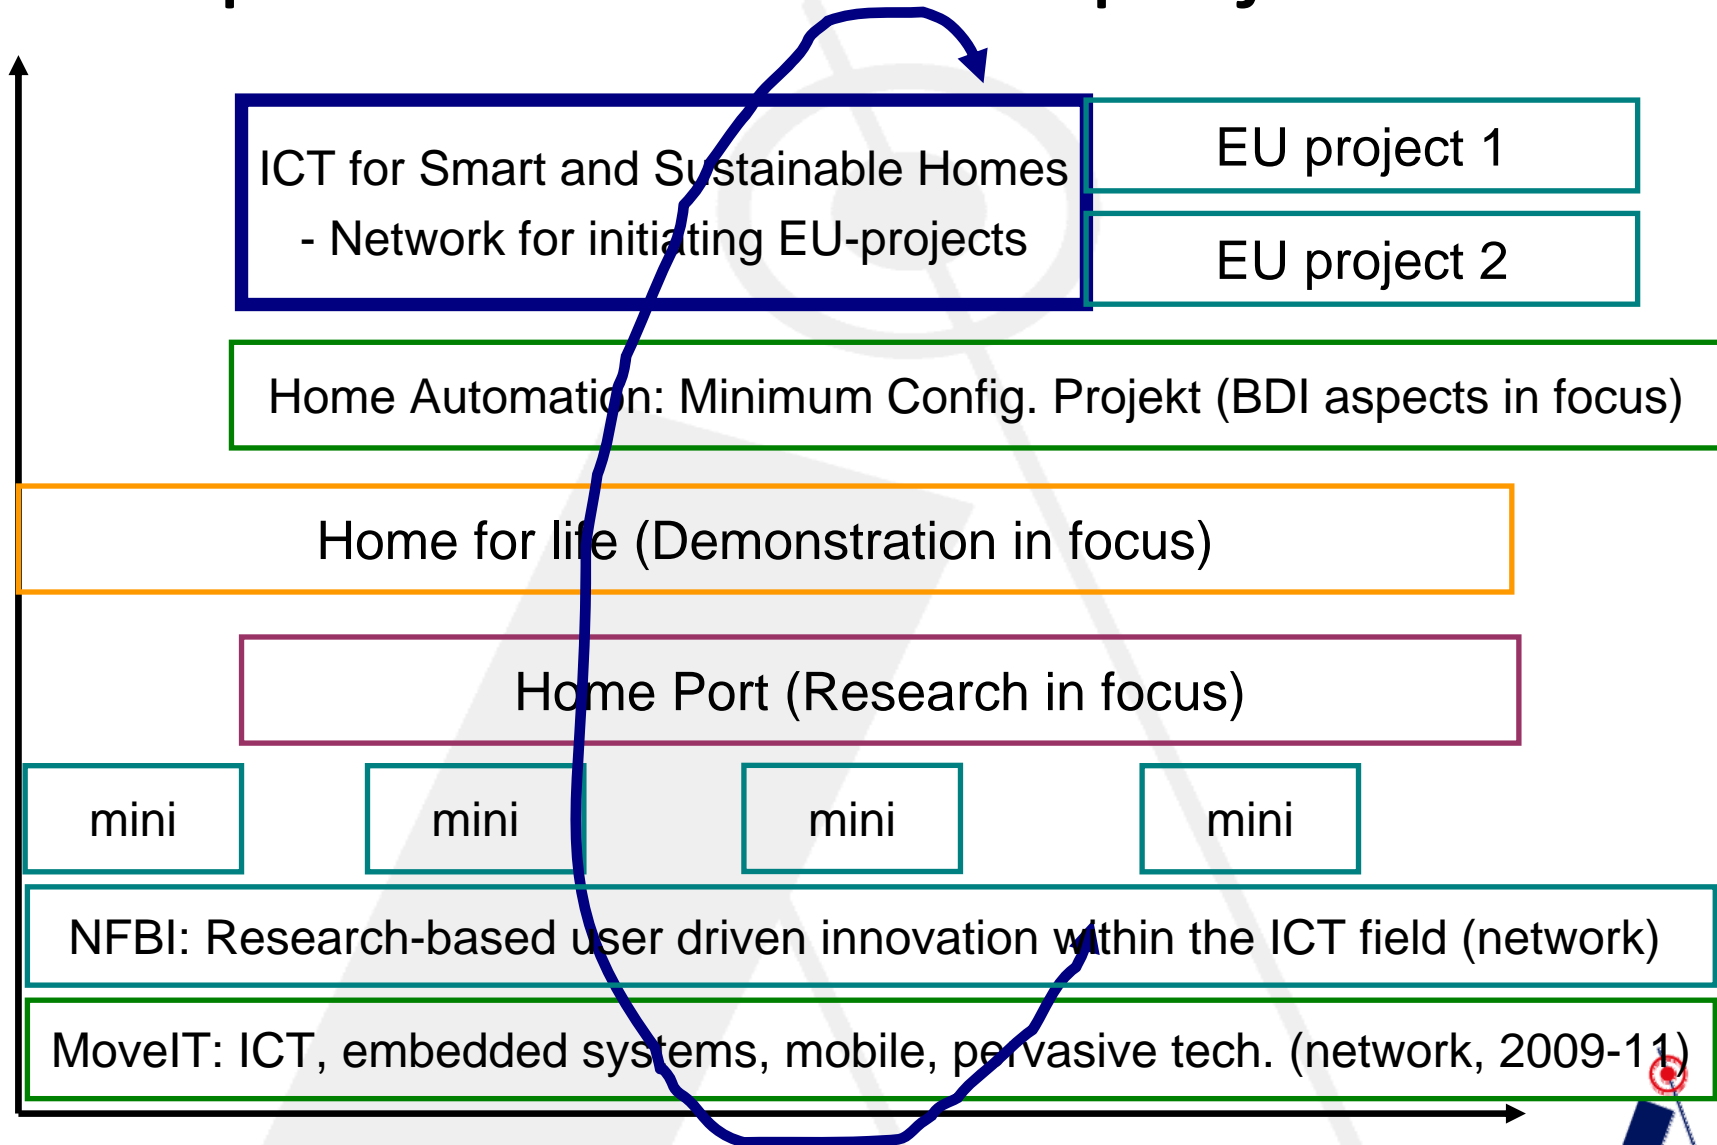 ICT for Smart and Sustainable Homes
- Network for initiating EU-projects
EU project 1
EU project 2
Home Automation: Minimum Config. Projekt (BDI aspects in focus)
Home for life (Demonstration in focus)
Home Port (Research in focus)
mini
mini
mini
mini
NFBI: Research-based user driven innovation within the ICT field (network)
MoveIT: ICT, embedded systems, mobile, pervasive tech. (network, 2009-11)